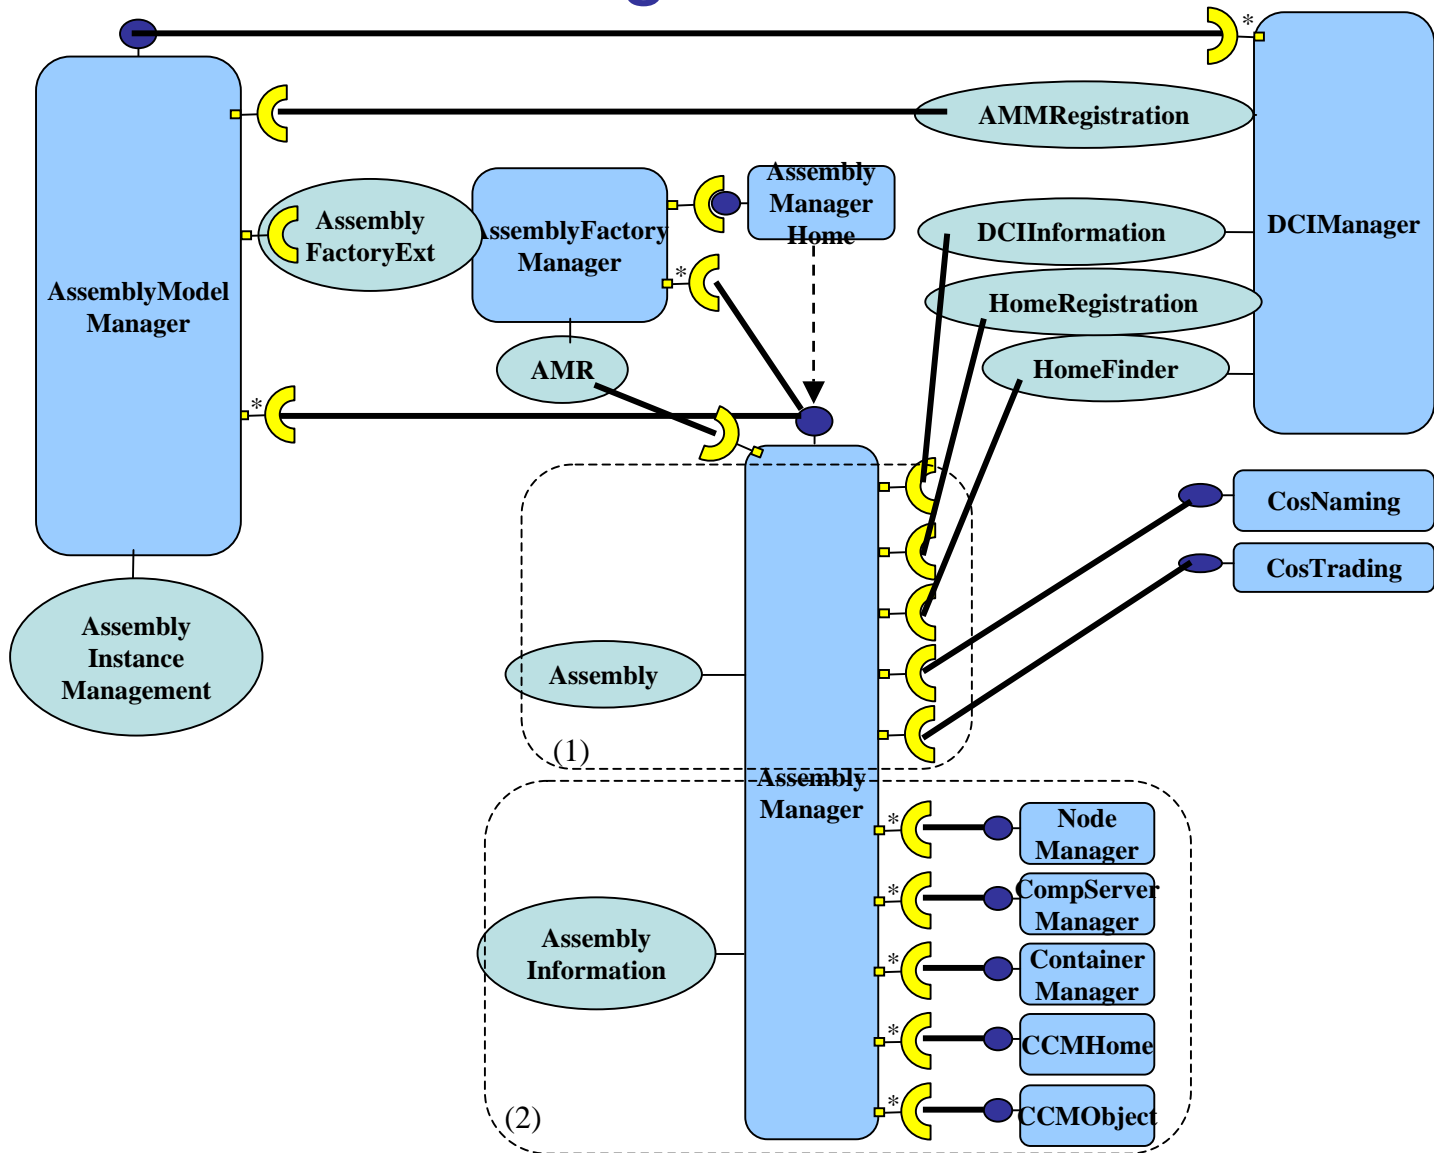 *
AMMRegistration
Assembly
Manager
Home
Assembly
FactoryExt
AssemblyFactory
Manager
DCIInformation
DCIManager
*
AssemblyModel
Manager
HomeRegistration
AMR
HomeFinder
*
CosNaming
CosTrading
Assembly
Instance
Management
Assembly
(1)
Assembly
Manager
*
Node
Manager
*
CompServer
Manager
Assembly
Information
*
Container
Manager
*
CCMHome
*
CCMObject
(2)